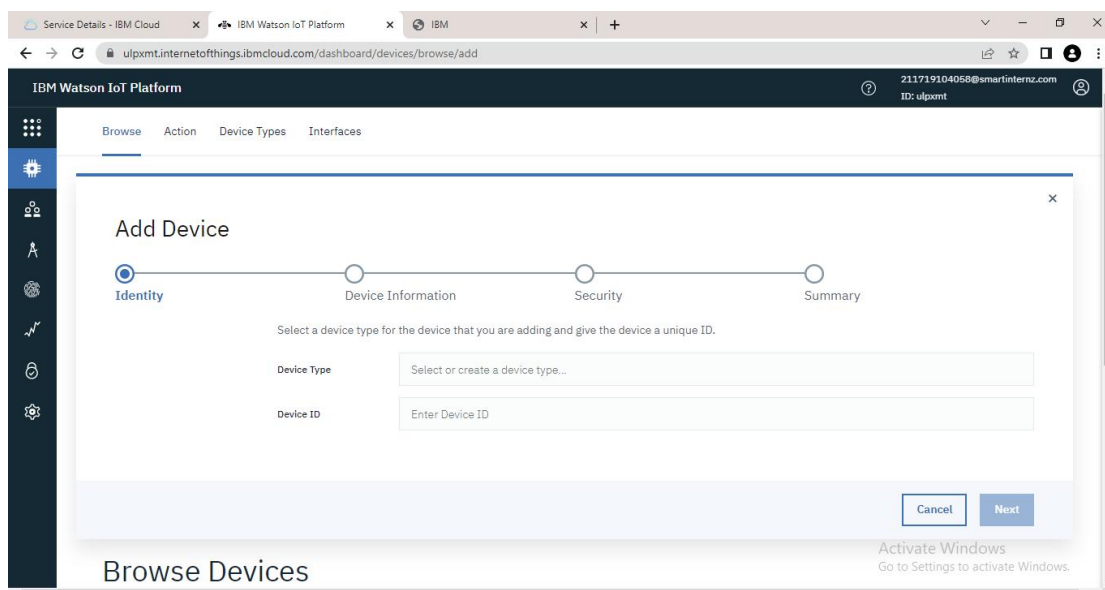 Service Details - IBM Cloud
IBM Watson IoT Platform
IBM
ulpxmt.internetofthings.ibmcloud.com/dashboard/devices/browse/add
IBM Watson IoT Platform
211719104058@smartinternz.com
ID: ulpxmt
Browse Action Device Types Interfaces
Add Device
Identity Device Information Security Summary
Select a device type for the device that you are adding and give the device a unique ID.
Device Type Select or create a device type...
Device ID Enter Device ID
Cancel Next
Activate Windows
Go to Settings to activate Windows.
Browse Devices